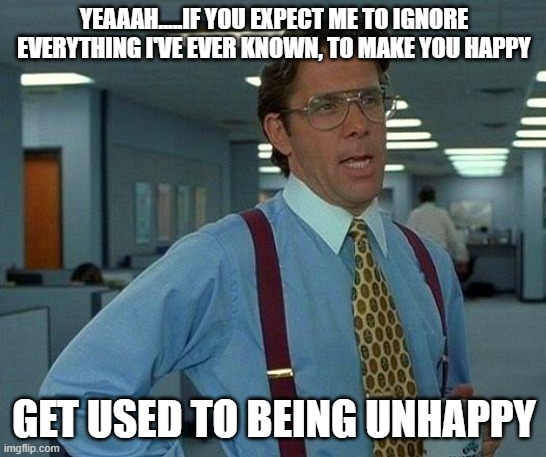 YEAAAH.....IF YOU EXPECT ME TO IGNORE
EVERYTHING I'VE EVER KNOWN, TO MAKE YOU HAPPY
GET USED TO BEING UNHAPPY
imgflip.com